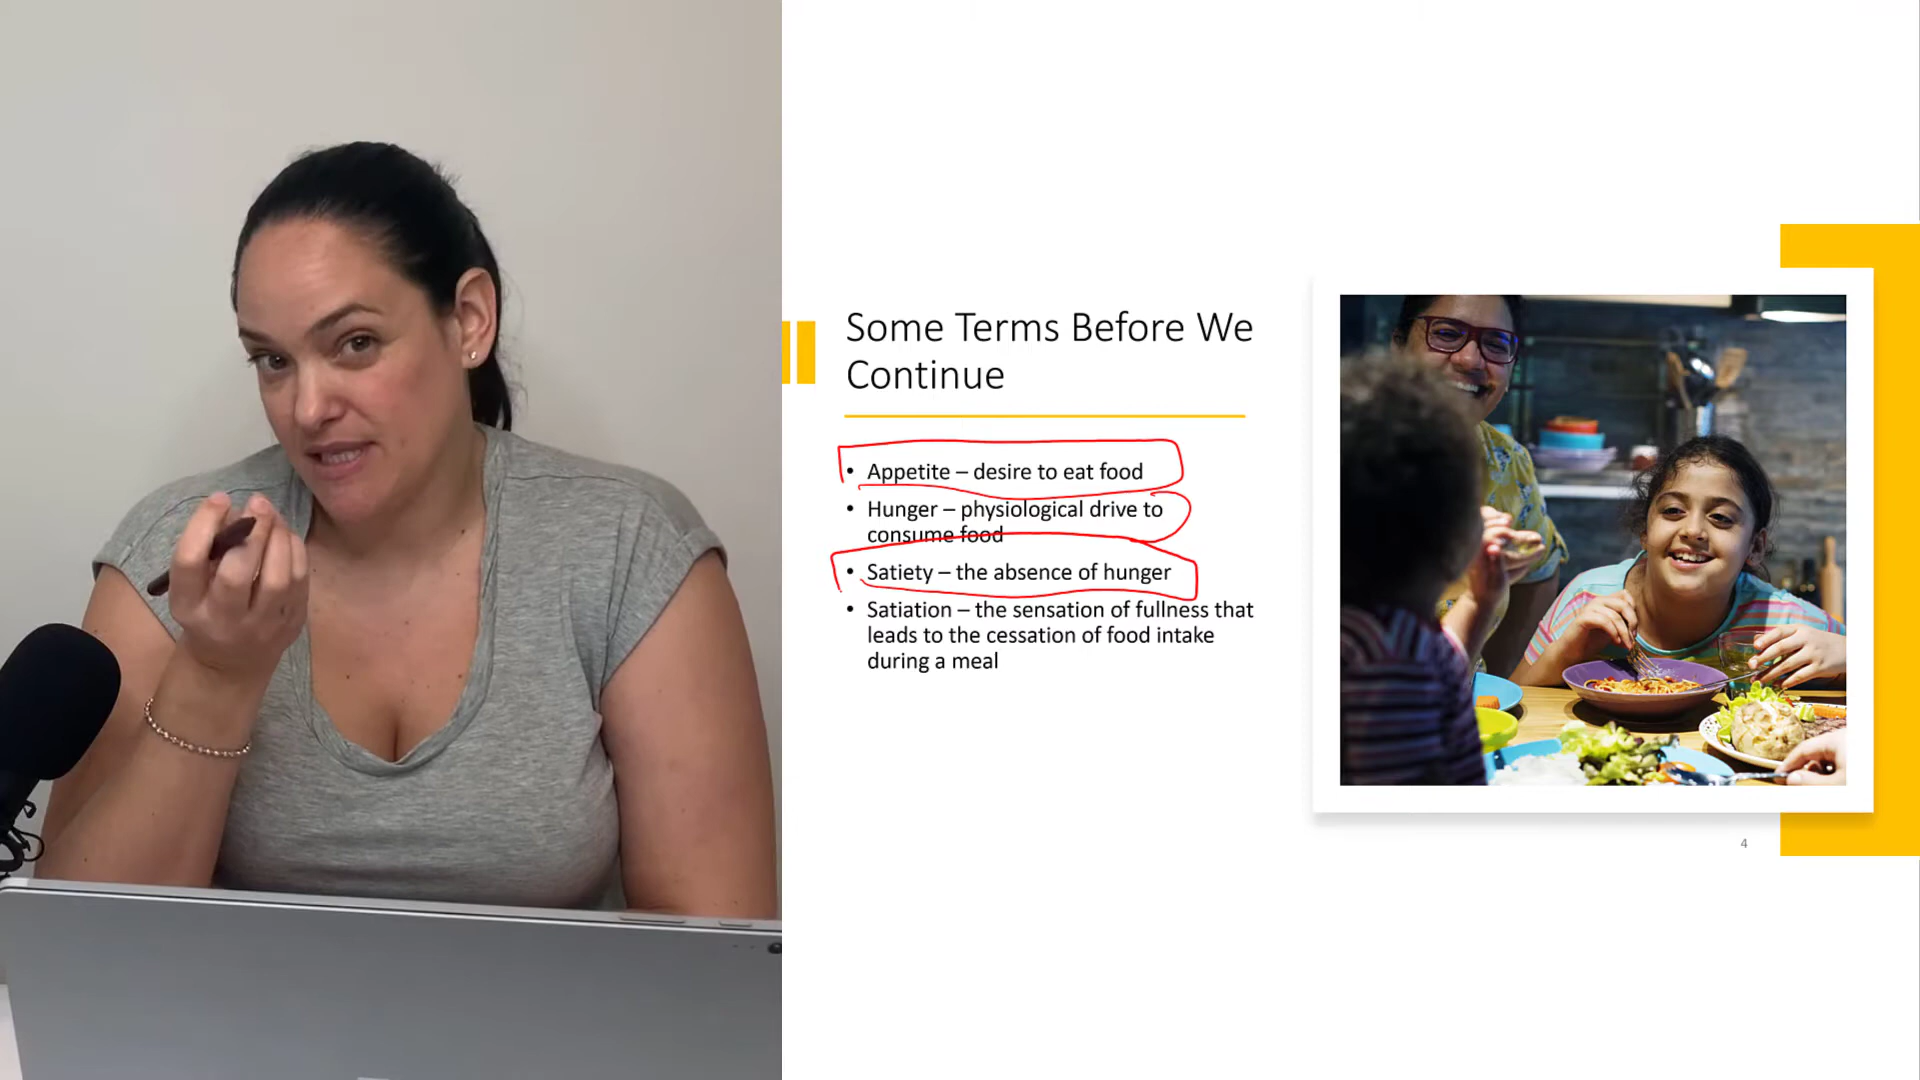 Some Terms Before We
Continue
• Appetite – desire to eat food
• Hunger – physiological drive to
consume food
• Satiety – the absence of hunger
• Satiation – the sensation of fullness that
leads to the cessation of food intake
during a meal
4